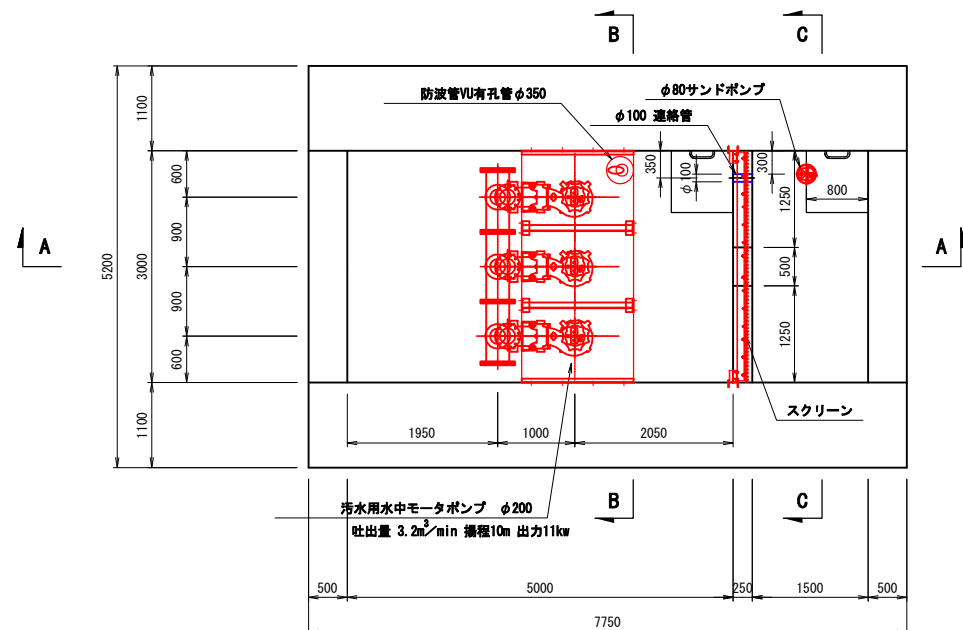 B
C
防波管VU有孔管φ350
φ80サンドポンプ
φ100 連絡管
1100
600
900
900
600
1100
3000
5200
350
φ100
300
1250
500
1250
800
A
A
スクリーン
1950
1000
2050
汚水用水中モータポンプ φ200
吐出量 3.2m³/min 揚程10m 出力11kw
B
C
500
5000
250
1500
500
7750